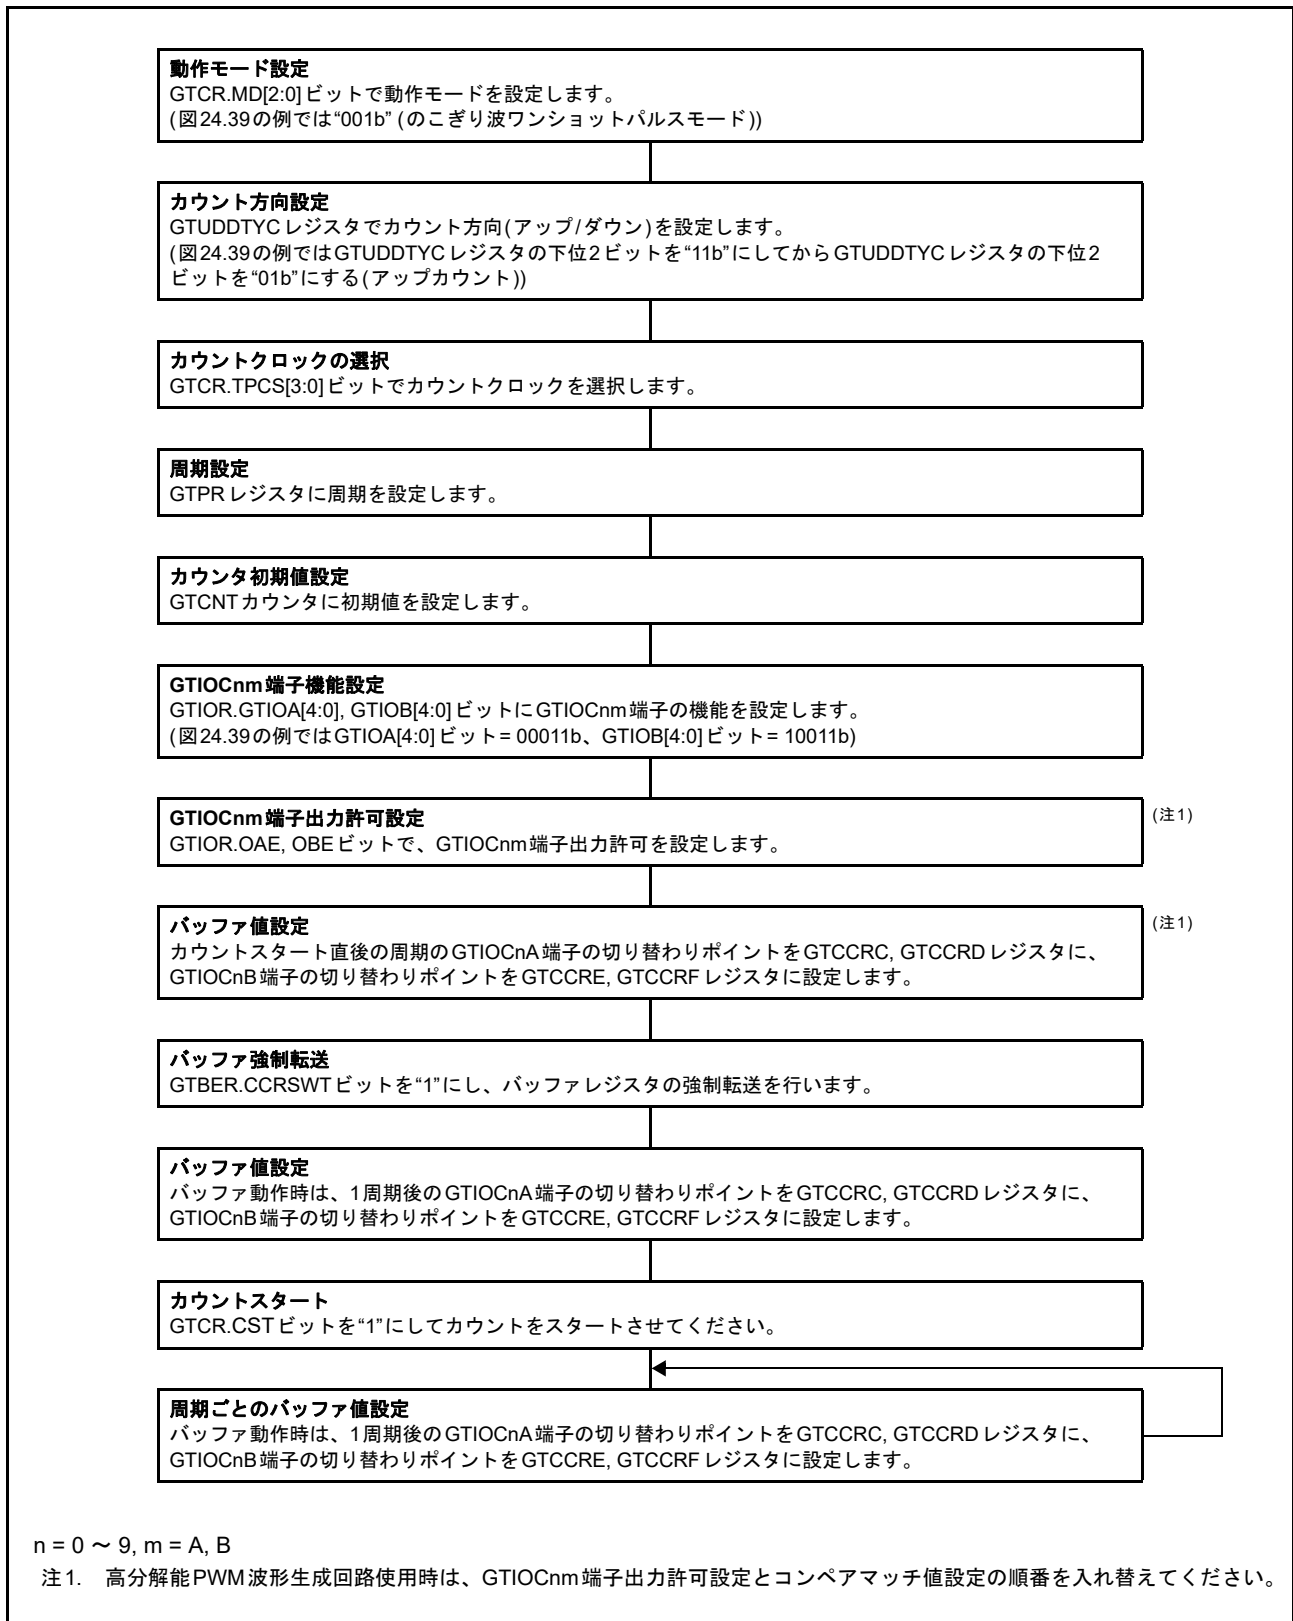 動作モード設定
GTCR.MD[2:0]ビットで動作モードを設定します。
(図24.39の例では“001b” (のこぎり波ワンショットパルスモード))
カウント方向設定
GTUDDTYCレジスタでカウント方向(アップ/ダウン)を設定します。
(図24.39の例ではGTUDDTYCレジスタの下位2ビットを“11b”にしてからGTUDDTYCレジスタの下位2
ビットを“01b”にする(アップカウント))
カウントクロックの選択
GTCR.TPCS[3:0]ビットでカウントクロックを選択します。
周期設定
GTPRレジスタに周期を設定します。
カウンタ初期値設定
GTCNTカウンタに初期値を設定します。
GTIOCnm端子機能設定
GTIOR.GTIOA[4:0], GTIOB[4:0]ビットにGTIOCnm端子の機能を設定します。
(図24.39の例ではGTIOA[4:0]ビット= 00011b、GTIOB[4:0]ビット= 10011b)
GTIOCnm端子出力許可設定 (注1)
GTIOR.OAE, OBEビットで、GTIOCnm端子出力許可を設定します。
バッファ値設定 (注1)
カウントスタート直後の周期のGTIOCnA端子の切り替わりポイントをGTCCRC, GTCCRDレジスタに、
GTIOCnB端子の切り替わりポイントをGTCCRE, GTCCRFレジスタに設定します。
バッファ強制転送
GTBER.CCRSWTビットを“1”にし、バッファレジスタの強制転送を行います。
バッファ値設定
バッファ動作時は、1周期後のGTIOCnA端子の切り替わりポイントをGTCCRC, GTCCRDレジスタに、
GTIOCnB端子の切り替わりポイントをGTCCRE, GTCCRFレジスタに設定します。
カウントスタート
GTCR.CSTビットを“1”にしてカウントをスタートさせてください。
周期ごとのバッファ値設定
バッファ動作時は、1周期後のGTIOCnA端子の切り替わりポイントをGTCCRC, GTCCRDレジスタに、
GTIOCnB端子の切り替わりポイントをGTCCRE, GTCCRFレジスタに設定します。
n = 0 ～ 9, m = A, B
注1. 高分解能PWM波形生成回路使用時は、GTIOCnm端子出力許可設定とコンペアマッチ値設定の順番を入れ替えてください。